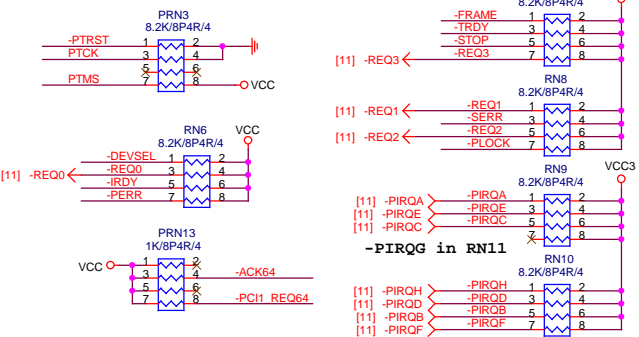 PRN3
8.2K/8P4R/4
-PTRST 1 2
PTCK 3 4
5 6
PTMS 7 8 VCC
RN6
8.2K/8P4R/4
VCC
-DEVSEL 1 2
[11] -REQ0 -REQ0 3 4
-IRDY 5 6
-PERR 7 8
PRN13
1K/8P4R/4
VCC 1 2
3 4 -ACK64
5 6
7 8 -PCI1_REQ64
8.2K/8P4R/4
-FRAME 1 2
-TRDY 3 4
-STOP 5 6
[11] -REQ3 -REQ3 7 8
RN8
8.2K/8P4R/4
[11] -REQ1 -REQ1 1 2
-SERR 3 4
[11] -REQ2 -REQ2 5 6
-PLOCK 7 8
VCC3
RN9
8.2K/8P4R/4
[11] -PIRQA -PIRQA 1 2
[11] -PIRQE -PIRQE 3 4
[11] -PIRQC -PIRQC 5 6
7 8
-PIRQG in RN11
RN10
8.2K/8P4R/4
[11] -PIRQH -PIRQH 1 2
[11] -PIRQD -PIRQD 3 4
[11] -PIRQB -PIRQB 5 6
[11] -PIRQF -PIRQF 7 8